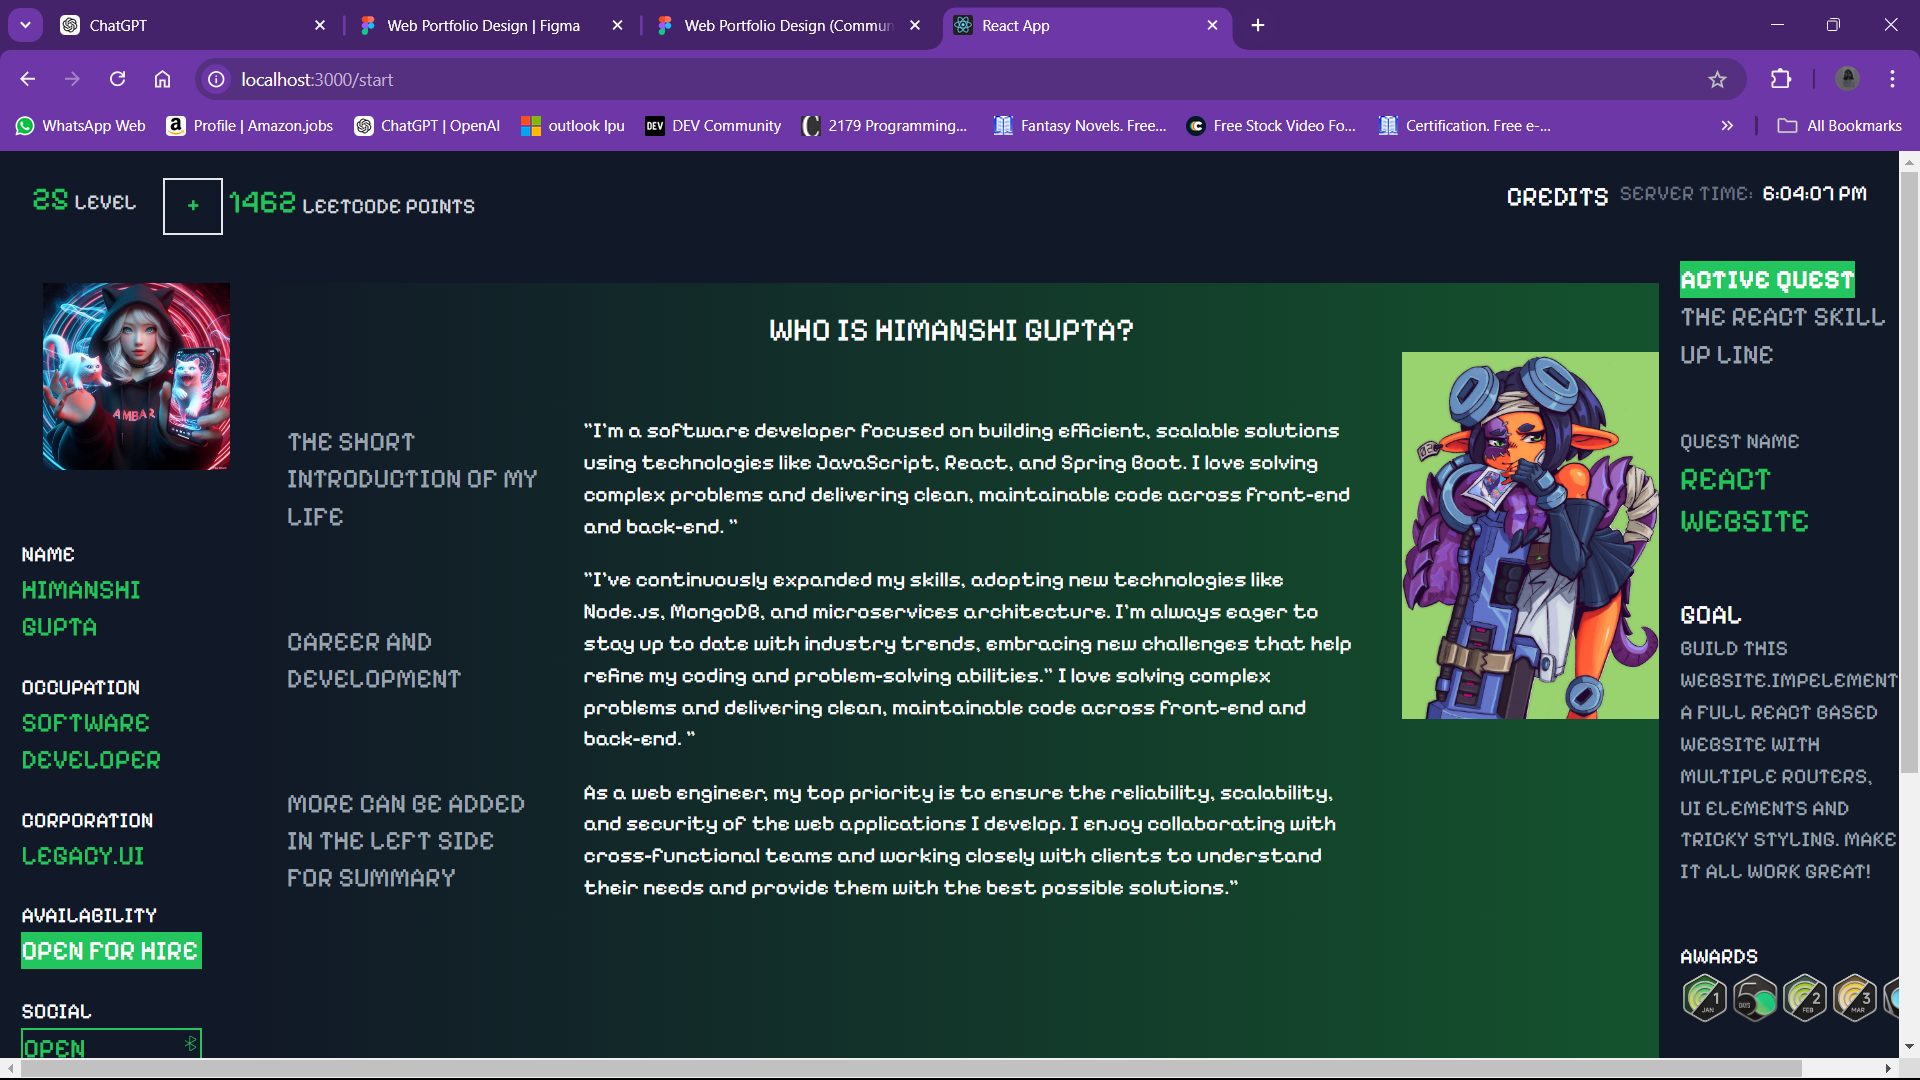 ChatGPT
Web Portfolio Design | Figma
Web Portfolio Design (Commun
React App
localhost:3000/start
WhatsApp Web
Profile | Amazon.jobs
ChatGPT | OpenAI
outlook lpu
DEV
DEV Community
2179 Programming...
Fantasy Novels. Free...
Free Stock Video Fo...
Certification. Free e-...
»
All Bookmarks
25 LEVEL
+
1462 LEETCODE POINTS
CREDITS
SERVER TIME: 6:04:07 PM
AMBAR
NAME
HIMANSHI
GUPTA
OCCUPATION
SOFTWARE
DEVELOPER
CORPORATION
LEGACY.UI
AVAILABILITY
OPEN FOR HIRE
SOCIAL
OPEN
WHO IS HIMANSHI GUPTA?
THE SHORT
INTRODUCTION OF MY
LIFE
"I'm a software developer focused on building efficient, scalable solutions
using technologies like JavaScript, React, and Spring Boot. I love solving
complex problems and delivering clean, maintainable code across front-end
and back-end. "
CAREER AND
DEVELOPMENT
"I've continuously expanded my skills, adopting new technologies like
Node.js, MongoDB, and microservices architecture. I'm always eager to
stay up to date with industry trends, embracing new challenges that help
refine my coding and problem-solving abilities." I love solving complex
problems and delivering clean, maintainable code across front-end and
back-end. "
MORE CAN BE ADDED
IN THE LEFT SIDE
FOR SUMMARY
As a web engineer, my top priority is to ensure the reliability, scalability,
and security of the web applications I develop. I enjoy collaborating with
cross-functional teams and working closely with clients to understand
their needs and provide them with the best possible solutions."
ACTIVE QUEST
THE REACT SKILL
UP LINE
QUEST NAME
REACT
WEBSITE
GOAL
BUILD THIS
WEBSITE.IMPELEMENT
A FULL REACT BASED
WEBSITE WITH
MULTIPLE ROUTERS,
UI ELEMENTS AND
TRICKY STYLING. MAKE
IT ALL WORK GREAT!
AWARDS
1
JAN
50
DAYS
2
FEB
3
MAR